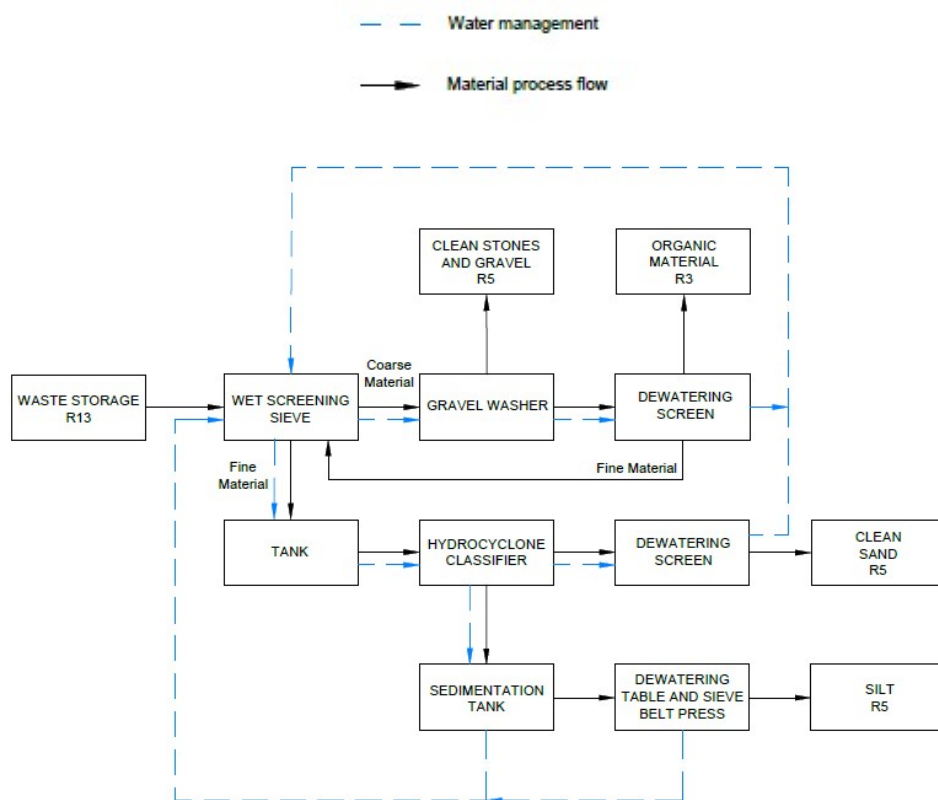 Water management
Material process flow
CLEAN STONES
AND GRAVEL
R5
ORGANIC
MATERIAL
R3
Coarse
Material
WASTE STORAGE
R13
WET SCREENING
SIEVE
GRAVEL WASHER
DEWATERING
SCREEN
Fine
Material
Fine Material
TANK
HYDROCYCLONE
CLASSIFIER
DEWATERING
SCREEN
CLEAN
SAND
R5
SEDIMENTATION
TANK
DEWATERING
TABLE AND SIEVE
BELT PRESS
SILT
R5